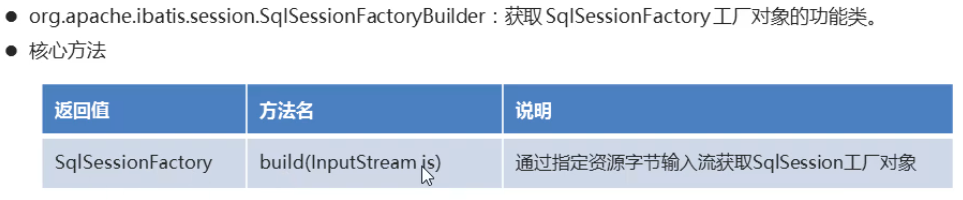 ● org.apache.ibatis.session.SqlSessionFactoryBuilder：获取 SqlSessionFactory 工厂对象的功能类。
● 核心方法
返回值 方法名 说明
SqlSessionFactory build(InputStream is) 通过指定资源字节输入流获取SqlSession工厂对象